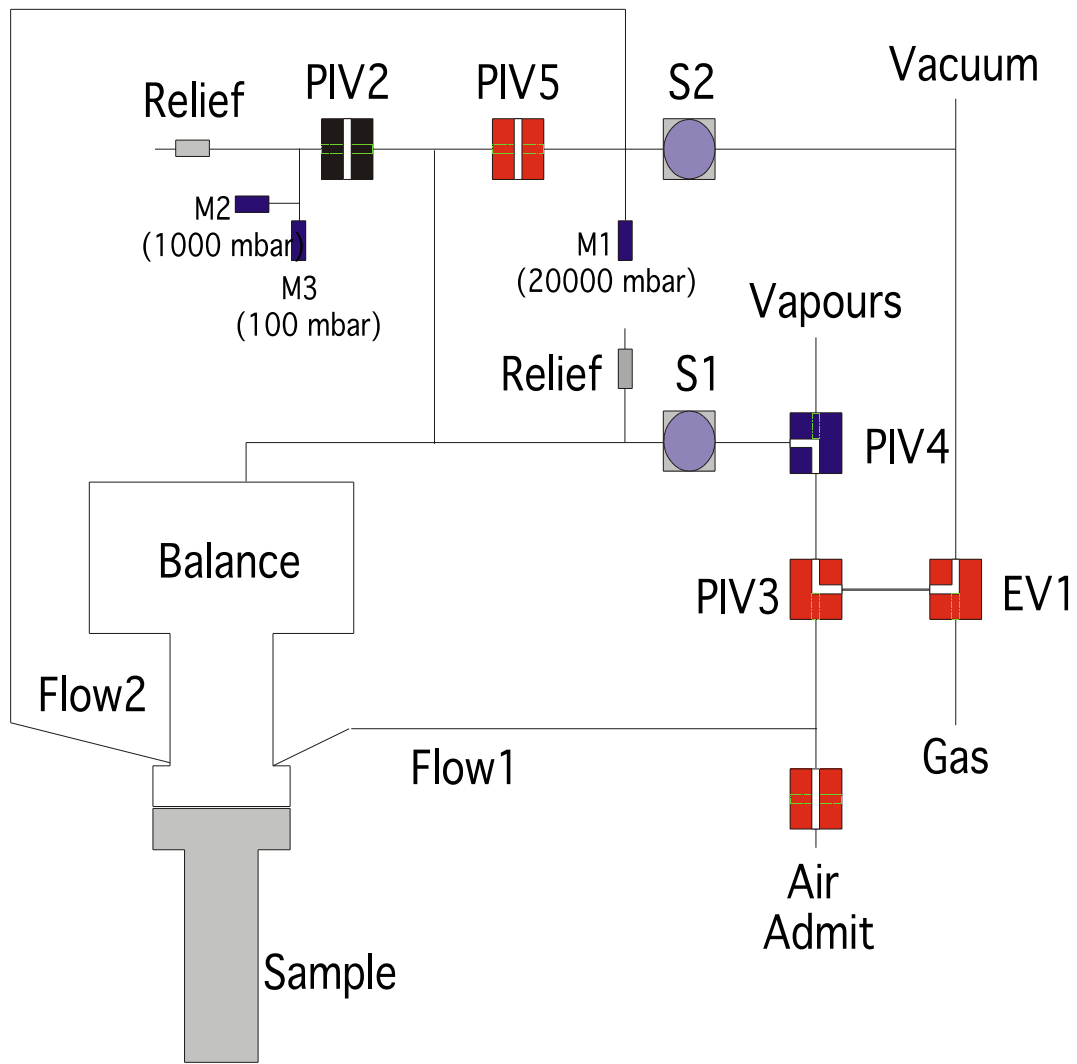 Vacuum
PIV2
PIV5
S2
Relief
M2
(1000 mbar)
M1
(20000 mbar)
M3
(100 mbar)
Vapours
Relief
S1
PIV4
Balance
PIV3
EV1
Flow2
Flow1
Gas
Air
Admit
Sample